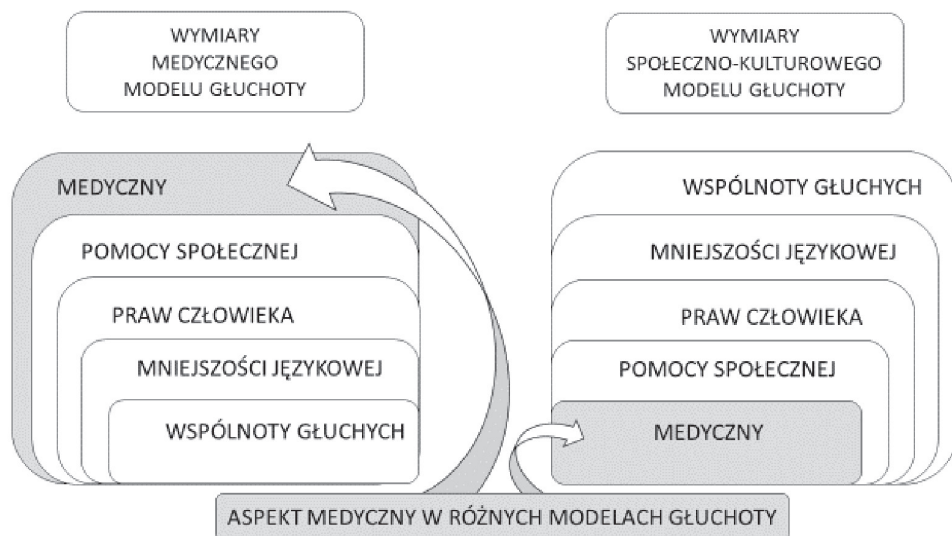 WYMIARY
MEDYCZNEGO
MODELU GŁUCHOTY
WYMIARY
SPOŁECZNO-KULTUROWEGO
MODELU GŁUCHOTY
MEDYCZNY
POMOCY SPOŁECZNEJ
PRAW CZŁOWIEKA
MNIEJSZOŚCI JĘZYKOWEJ
WSPÓLNOTY GŁUCHYCH
WSPÓLNOTY GŁUCHYCH
MNIEJSZOŚCI JĘZYKOWEJ
PRAW CZŁOWIEKA
POMOCY SPOŁECZNEJ
MEDYCZNY
ASPEKT MEDYCZNY W RÓŻNYCH MODELACH GŁUCHOTY